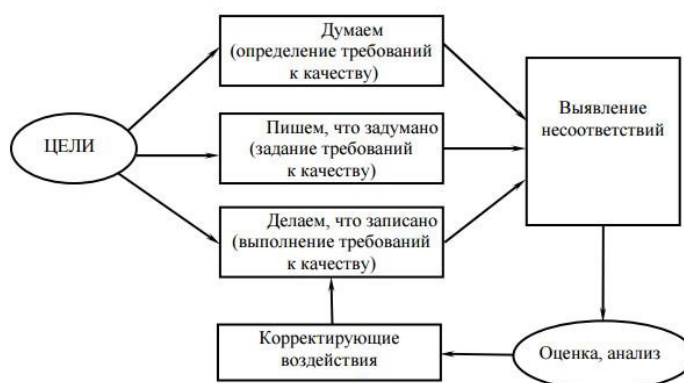 Думаем
(определение требований
к качеству)
ЦЕЛИ
Пишем, что задумано
(задание требований
к качеству)
Делаем, что записано
(выполнение требований
к качеству)
Выявление
несоответствий
Корректирующие
воздействия
Оценка, анализ